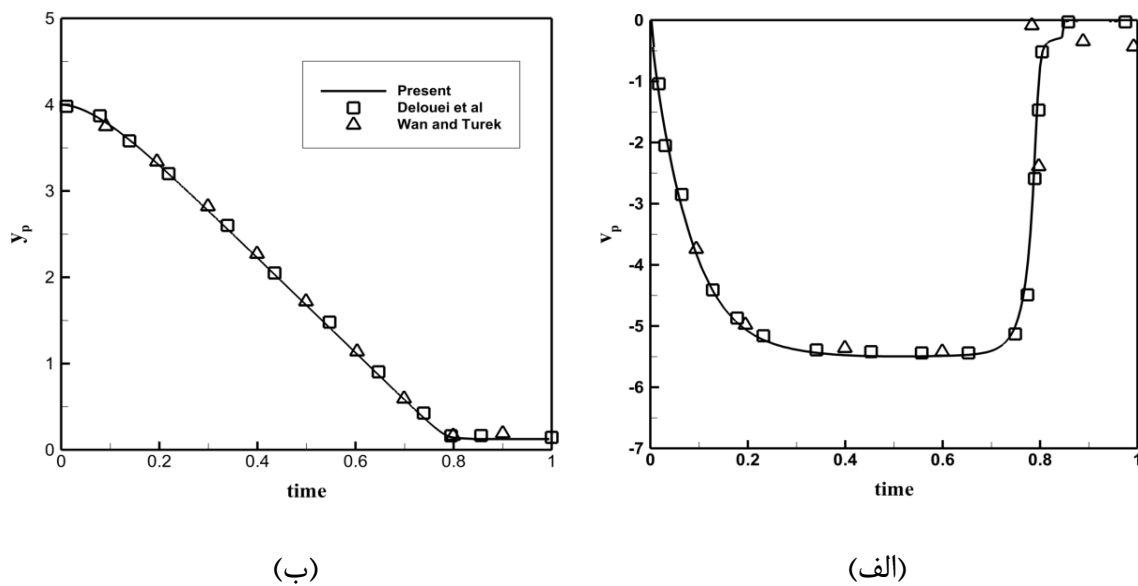 5
4
3
2
1
0
y_p
0 0.2 0.4 0.6 0.8 1
time
Present
Delouei et al
Wan and Turek
(ب)
0
-1
-2
-3
-4
-5
-6
-7
v_p
0 0.2 0.4 0.6 0.8 1
time
(الف)